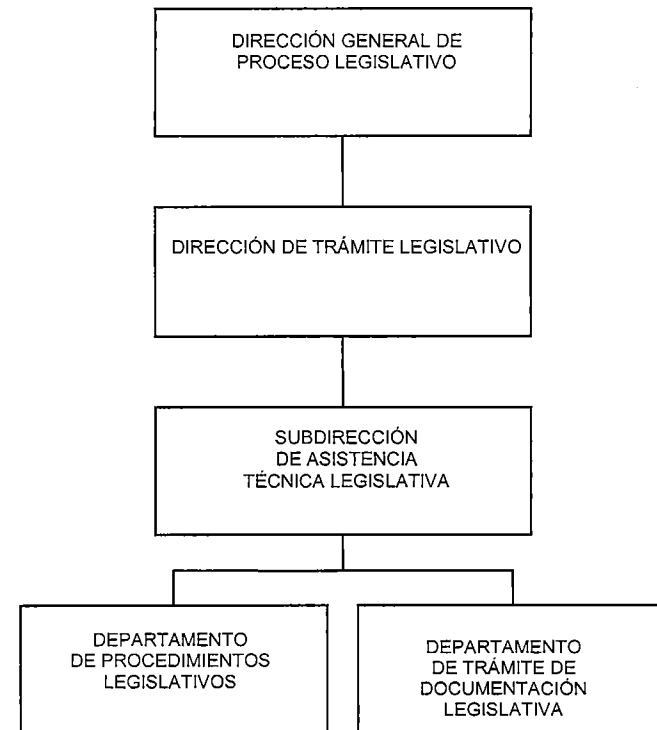 DIRECCIÓN GENERAL DE
PROCESO LEGISLATIVO
DIRECCIÓN DE TRÁMITE LEGISLATIVO
SUBDIRECCIÓN
DE ASISTENCIA
TÉCNICA LEGISLATIVA
DEPARTAMENTO
DE PROCEDIMIENTOS
LEGISLATIVOS
DEPARTAMENTO
DE TRÁMITE DE
DOCUMENTACIÓN
LEGISLATIVA